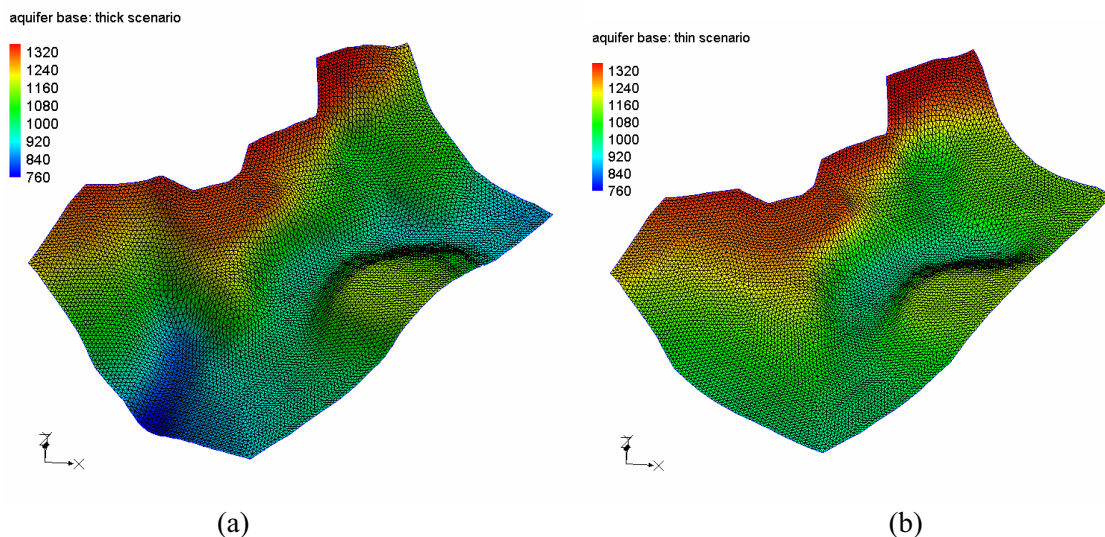 aquifer base: thick scenario
1320
1240
1160
1080
1000
920
840
760
Z
X
(a)
aquifer base: thin scenario
1320
1240
1160
1080
1000
920
840
760
Z
X
(b)